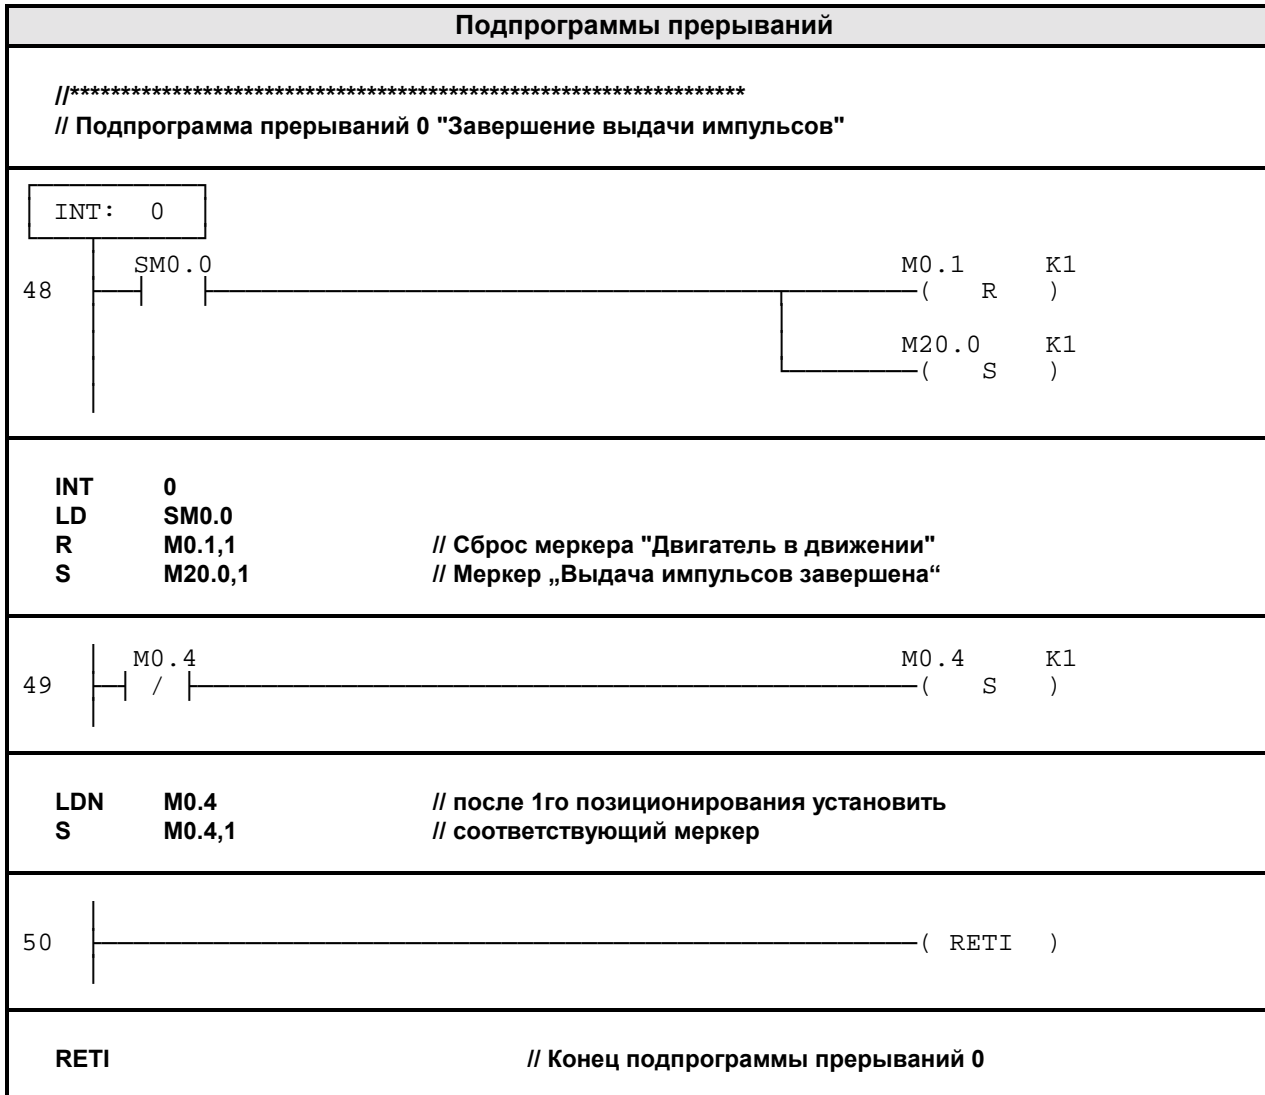 Подпрограммы прерываний
//******************************************************************
// Подпрограмма прерываний 0 "Завершение выдачи импульсов"
INT: 0
SM0.0 M0.1 K1
48 ( R )
M20.0 K1
( S )
INT 0
LD SM0.0
R M0.1,1 // Сброс меркера "Двигатель в движении"
S M20.0,1 // Меркер „Выдача импульсов завершена“
M0.4 M0.4 K1
49 / ( S )
LDN M0.4 // после 1го позиционирования установить
S M0.4,1 // соответствующий меркер
50 ( RETI )
RETI // Конец подпрограммы прерываний 0